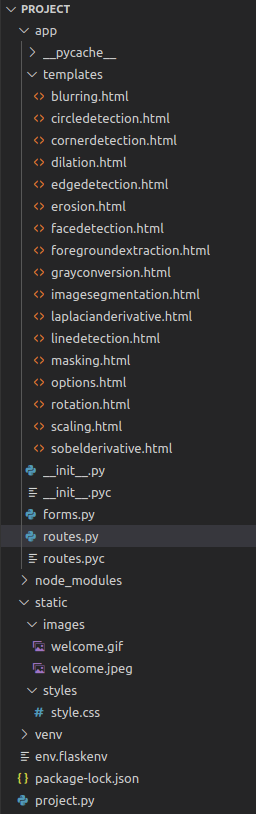 PROJECT
app
__pycache__
templates
blurring.html
circledetection.html
cornerdetection.html
dilation.html
edgedetection.html
erosion.html
facedetection.html
foregroundextraction.html
grayconversion.html
imagesegmentation.html
laplacianderivative.html
linedetection.html
masking.html
options.html
rotation.html
scaling.html
sobelderivative.html
__init__.py
__init__.pyc
forms.py
routes.py
routes.pyc
node_modules
static
images
welcome.gif
welcome.jpeg
styles
# style.css
venv
env.flaskenv
{} package-lock.json
project.py